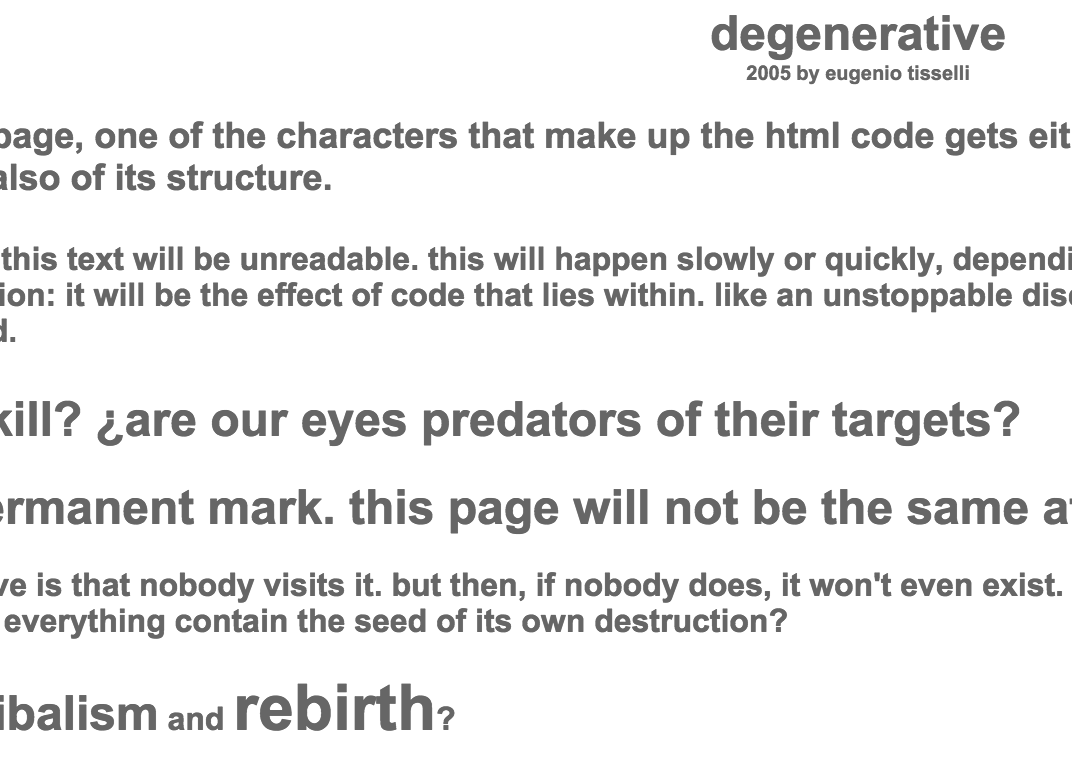 degenerative
2005 by eugenio tisselli
page, one of the characters that make up the html code gets eit
also of its structure.
this text will be unreadable. this will happen slowly or quickly, dependi
ion: it will be the effect of code that lies within. like an unstoppable dise
d.
kill? ¿are our eyes predators of their targets?
ermanent mark. this page will not be the same af
ve is that nobody visits it. but then, if nobody does, it won't even exist.
everything contain the seed of its own destruction?
ibalism and rebirth?